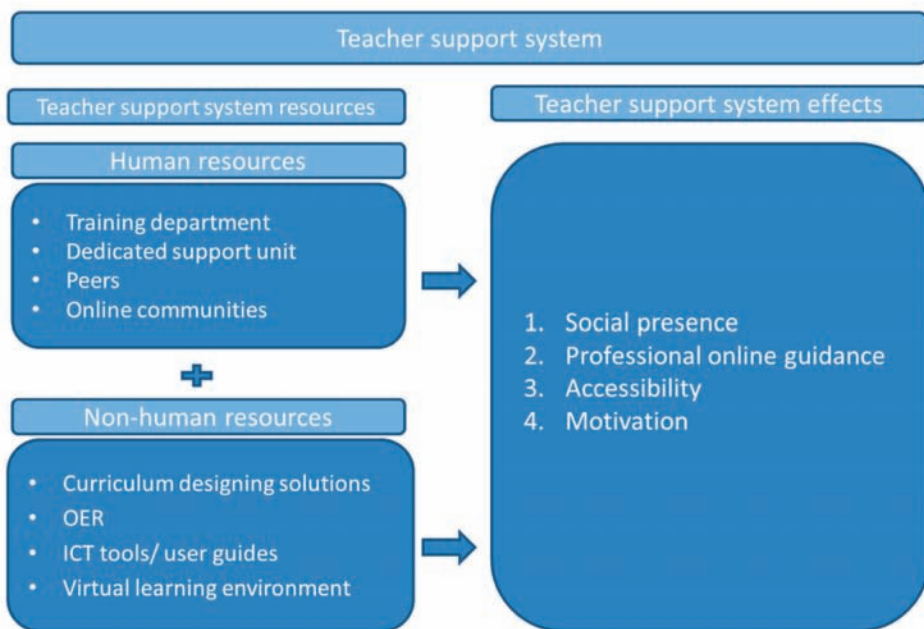 Teacher support system
Teacher support system resources
Human resources
• Training department
• Dedicated support unit
• Peers
• Online communities
Non-human resources
• Curriculum designing solutions
• OER
• ICT tools/ user guides
• Virtual learning environment
Teacher support system effects
1. Social presence
2. Professional online guidance
3. Accessibility
4. Motivation